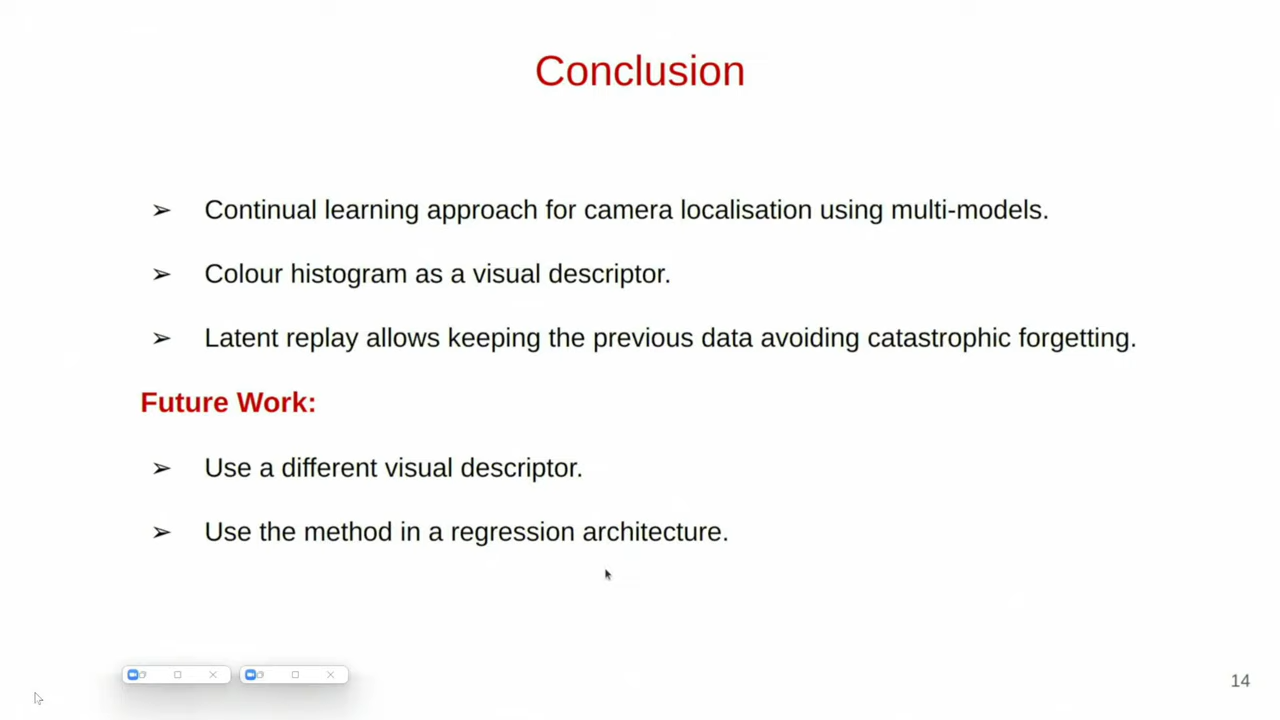 Conclusion
➢ Continual learning approach for camera localisation using multi-models.
➢ Colour histogram as a visual descriptor.
➢ Latent replay allows keeping the previous data avoiding catastrophic forgetting.
Future Work:
➢ Use a different visual descriptor.
➢ Use the method in a regression architecture.
14